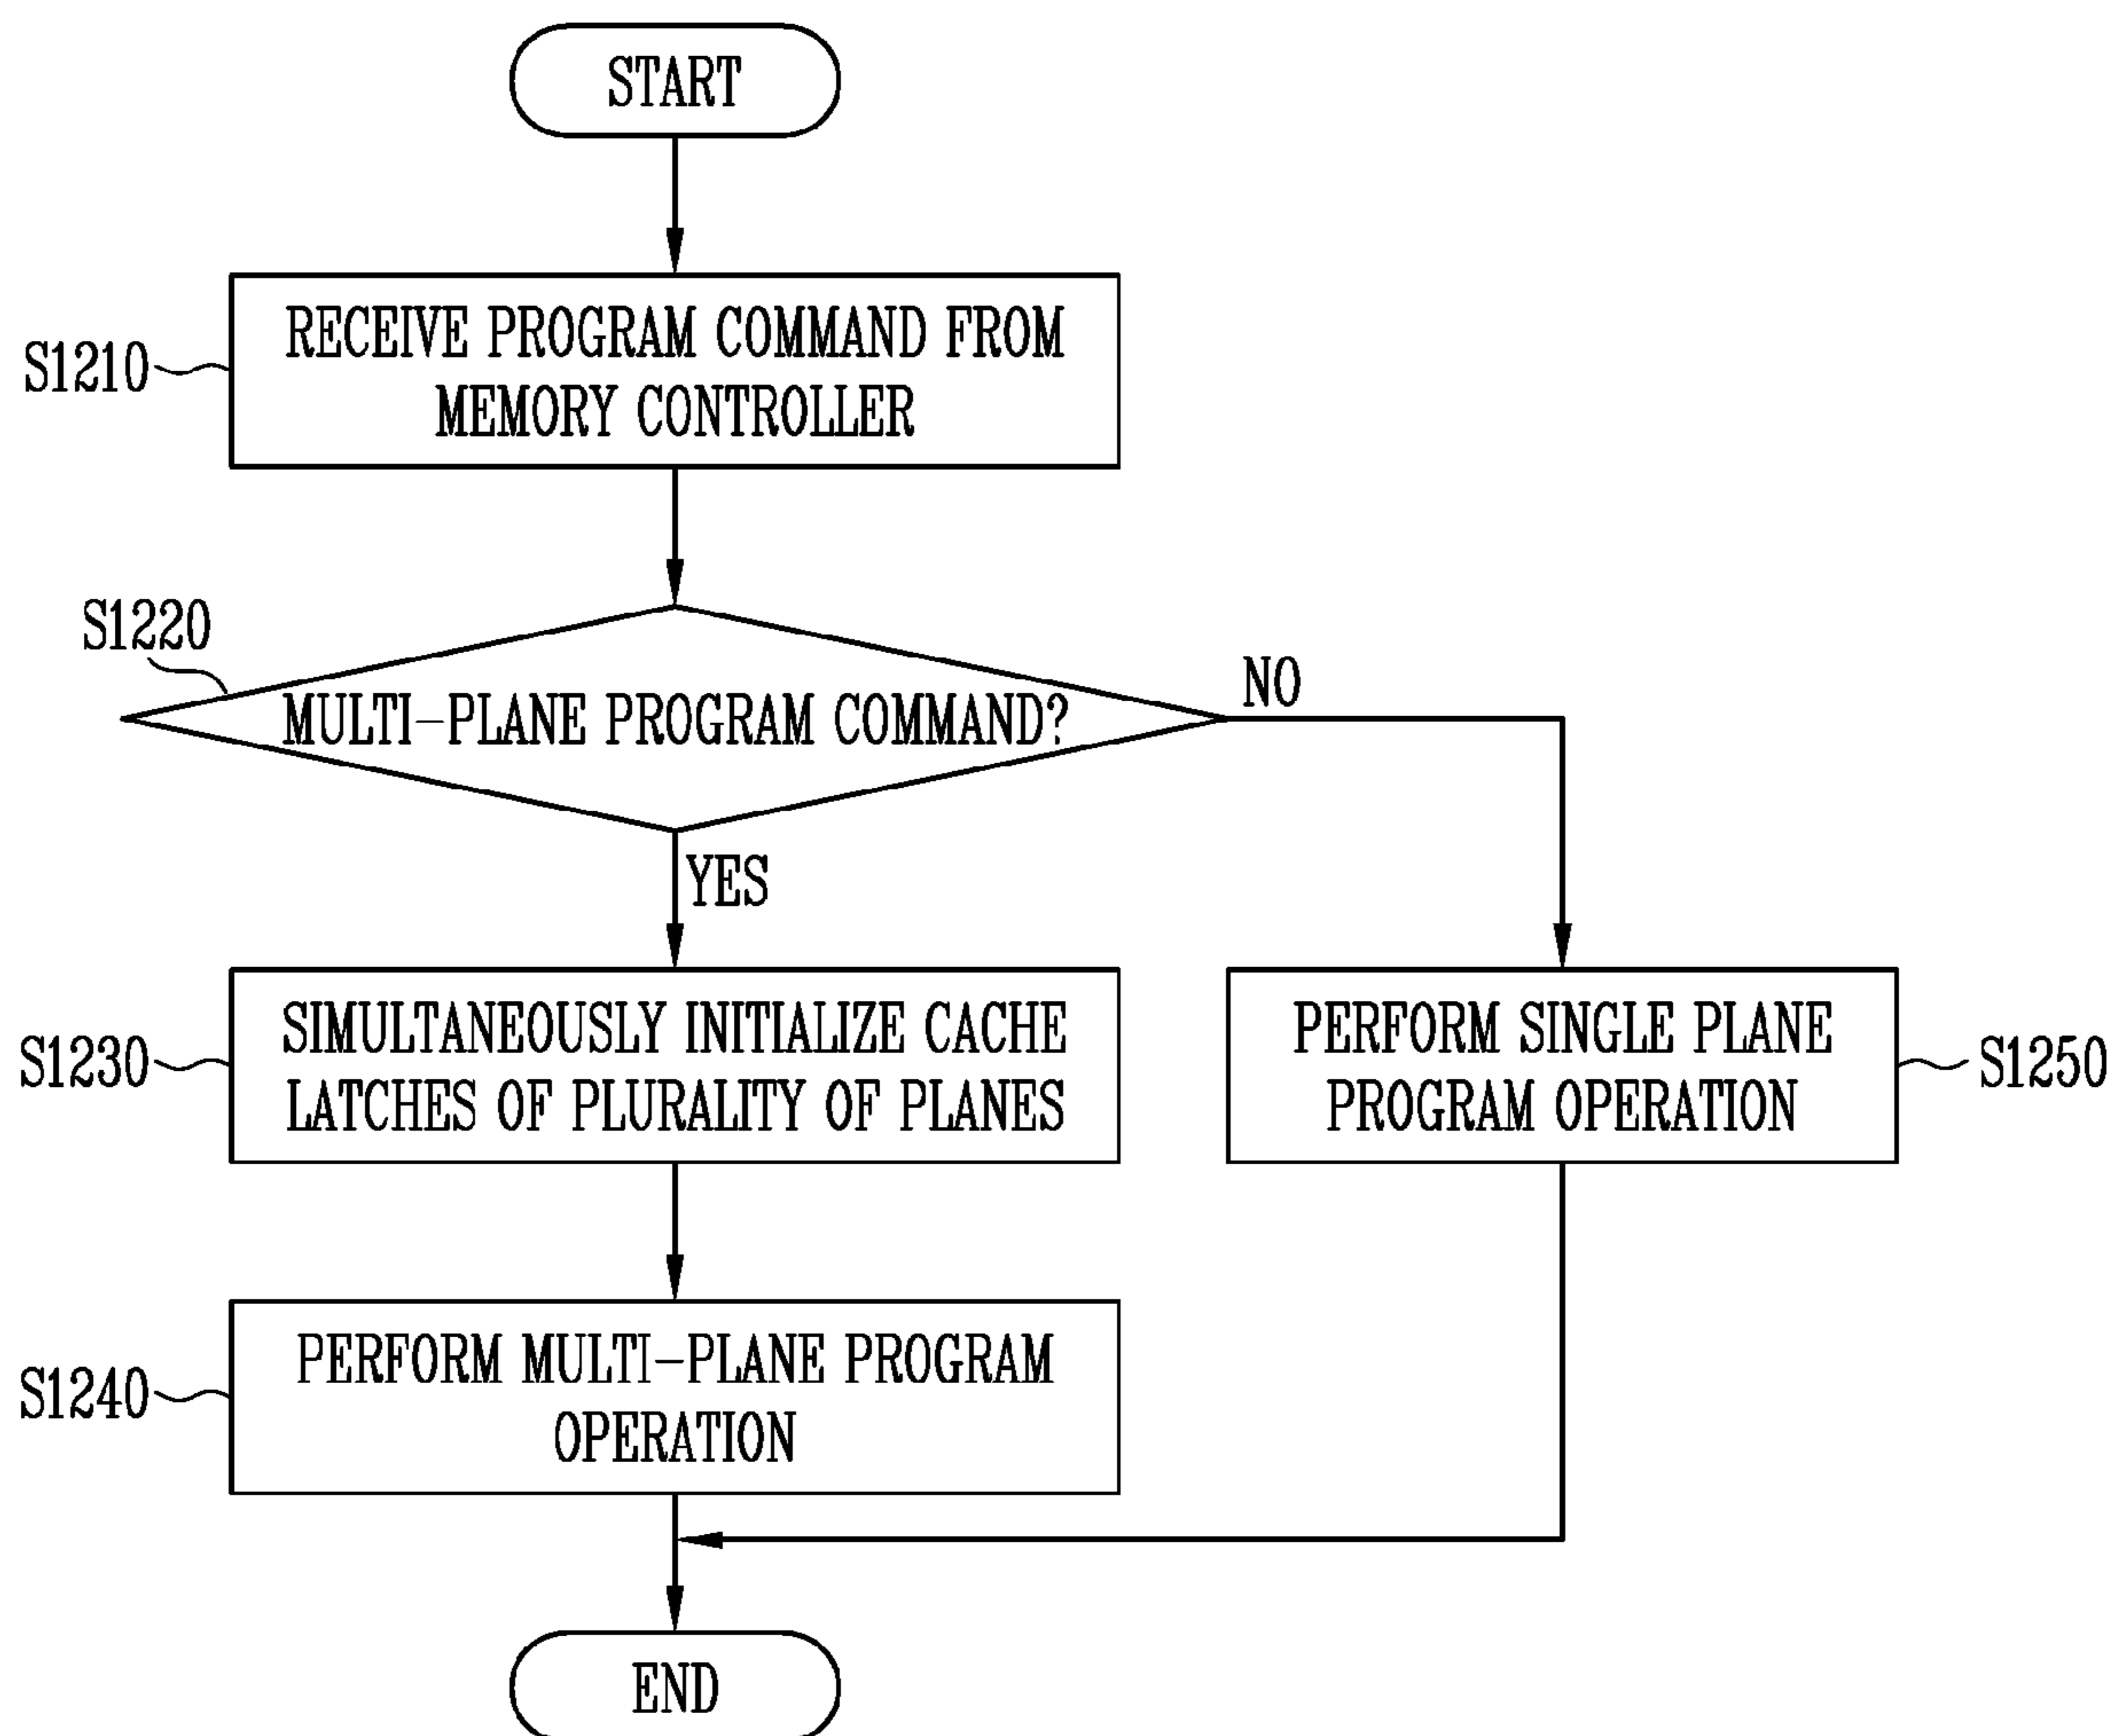 START
S1210
RECEIVE PROGRAM COMMAND FROM
MEMORY CONTROLLER
S1220
MULTI-PLANE PROGRAM COMMAND?
NO
YES
S1230
SIMULTANEOUSLY INITIALIZE CACHE
LATCHES OF PLURALITY OF PLANES
PERFORM SINGLE PLANE
PROGRAM OPERATION
S1250
S1240
PERFORM MULTI-PLANE PROGRAM
OPERATION
END